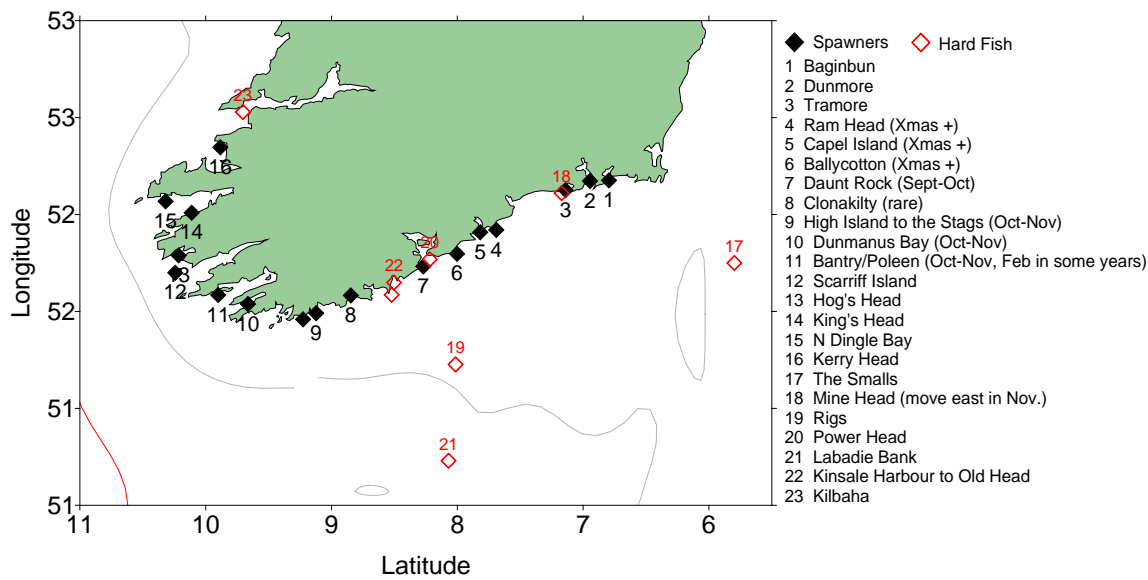 53
Spawners
Hard Fish
1 Baginbun
2 Dunmore
3 Tramore
4 Ram Head (Xmas +)
5 Capel Island (Xmas +)
6 Ballycotton (Xmas +)
7 Daunt Rock (Sept-Oct)
8 Clonakilty (rare)
9 High Island to the Stags (Oct-Nov)
10 Dunmanus Bay (Oct-Nov)
11 Bantry/Poleen (Oct-Nov, Feb in some years)
12 Scarriff Island
13 Hog's Head
14 King's Head
15 N Dingle Bay
16 Kerry Head
17 The Smalls
18 Mine Head (move east in Nov.)
19 Rigs
20 Power Head
21 Labadie Bank
22 Kinsale Harbour to Old Head
23 Kilbaha
23
53
16
18
3 2 1
52
15
14
20
5 4
17
3
7 6
12
22
11
10
9
8
52
19
51
21
51
11 10 9 8 7 6
Longitude
Latitude